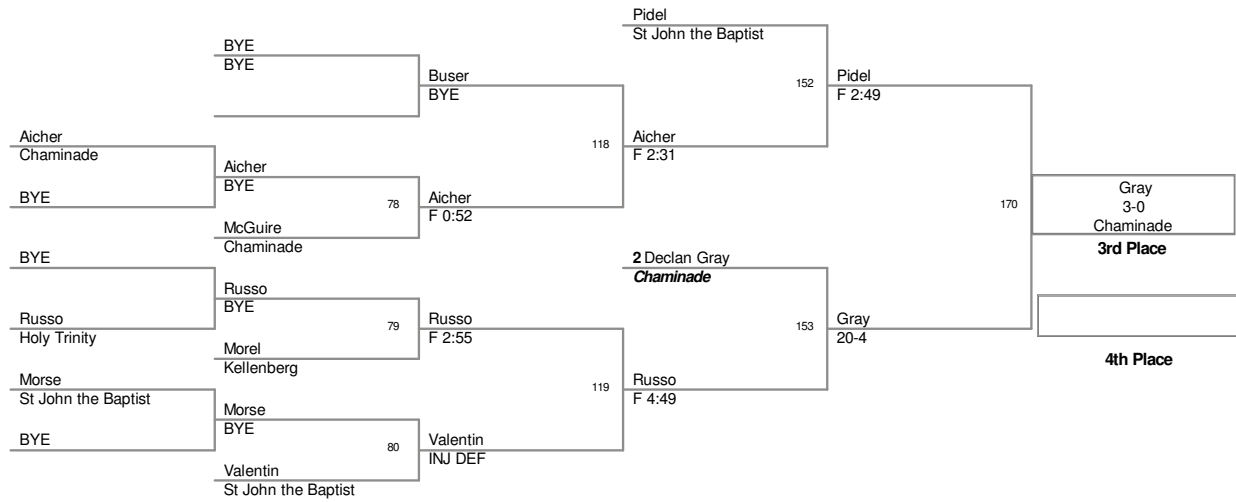 Pidel
St John the Baptist
BYE
BYE
Buser
BYE
152
Pidel
F 2:49
Aicher
Chaminade
118
Aicher
F 2:31
Aicher
BYE
BYE
78
Aicher
F 0:52
170
Gray
3-0
Chaminade
McGuire
Chaminade
3rd Place
BYE
2 Declan Gray
Chaminade
Russo
BYE
Russo
Holy Trinity
79
Russo
F 2:55
153
Gray
20-4
Morel
Kellenberg
4th Place
Morse
St John the Baptist
119
Russo
F 4:49
Morse
BYE
BYE
80
Valentin
INJ DEF
Valentin
St John the Baptist